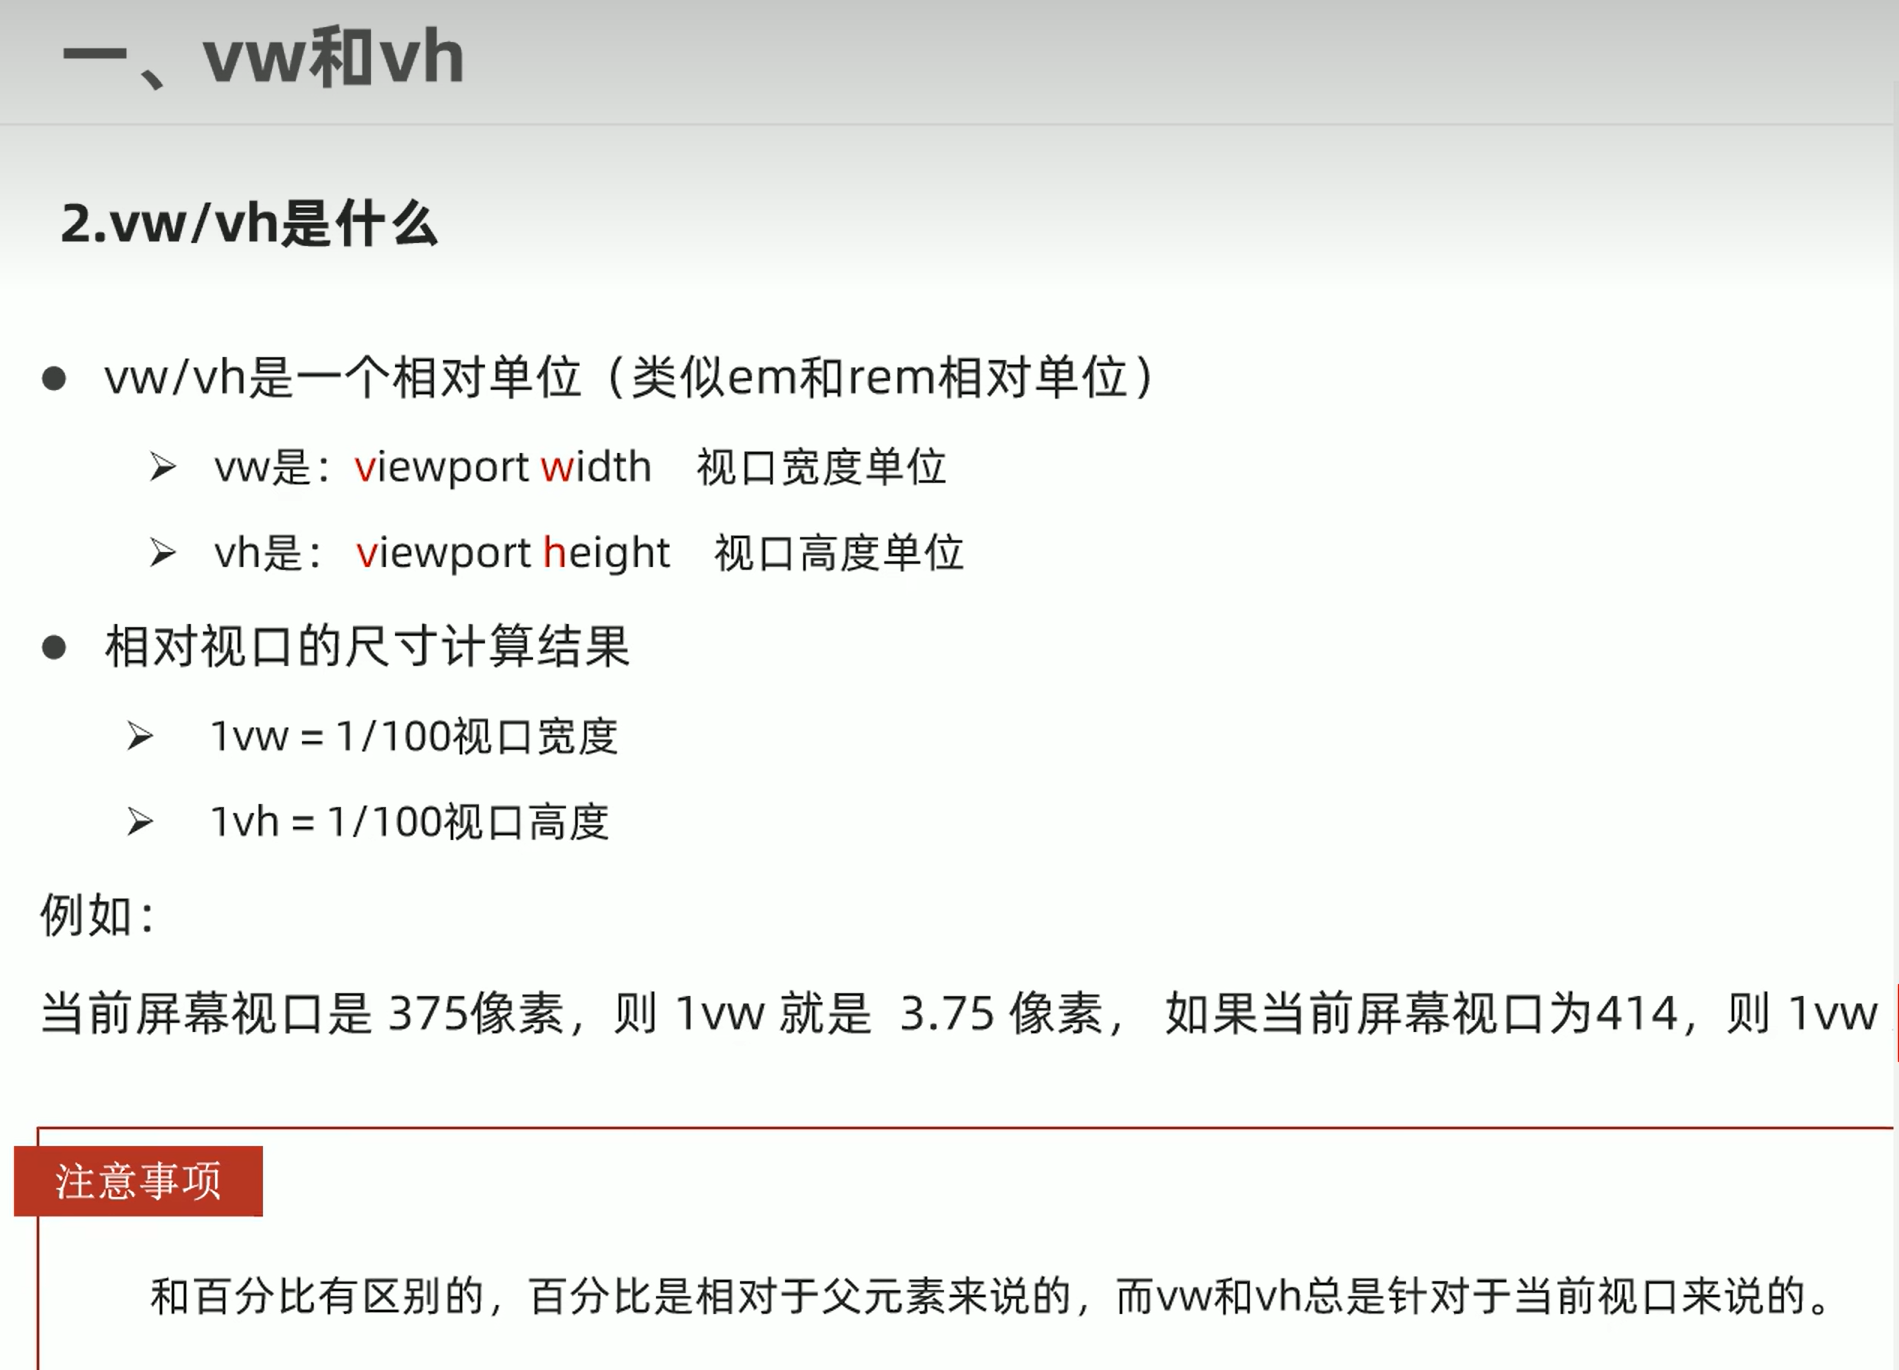 一、vw和vh
2.vw/vh是什么
● vw/vh是一个相对单位（类似em和rem相对单位）
➢ vw是：viewport width 视口宽度单位
➢ vh是： viewport height 视口高度单位
● 相对视口的尺寸计算结果
➢ 1vw = 1/100视口宽度
➢ 1vh = 1/100视口高度
例如：
当前屏幕视口是 375像素，则 1vw 就是 3.75 像素， 如果当前屏幕视口为414，则 1vw
注意事项
和百分比有区别的，百分比是相对于父元素来说的，而vw和vh总是针对于当前视口来说的。